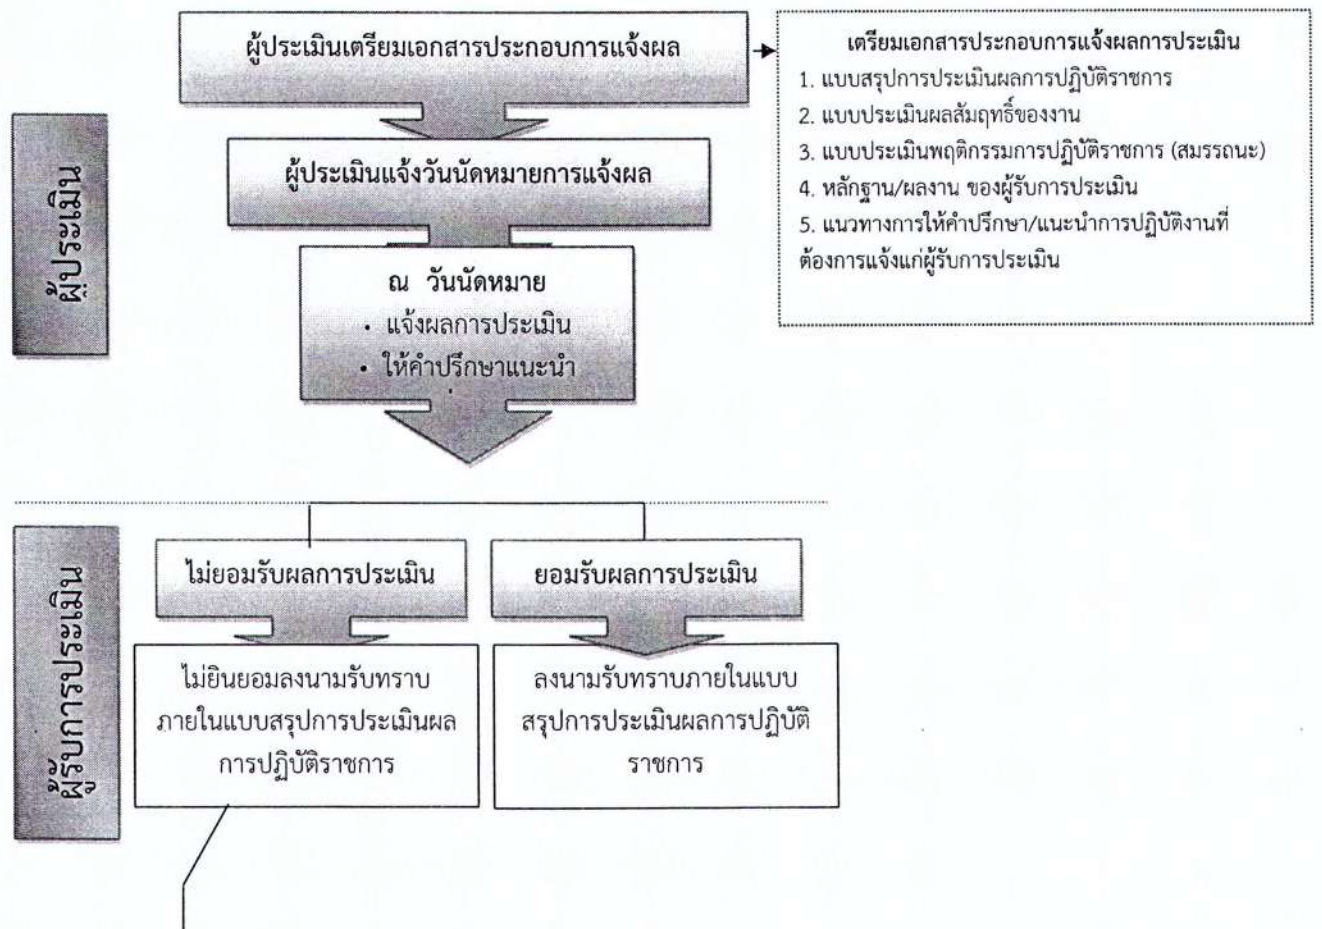 ผู้ประเมินเตรียมเอกสารประกอบการแจ้งผล
เตรียมเอกสารประกอบการแจ้งผลการประเมิน
1. แบบสรุปการประเมินผลการปฏิบัติราชการ
2. แบบประเมินผลสัมฤทธิ์ของงาน
3. แบบประเมินพฤติกรรมการปฏิบัติราชการ (สมรรถนะ)
4. หลักฐาน/ผลงาน ของผู้รับการประเมิน
5. แนวทางการให้คำปรึกษา/แนะนำการปฏิบัติงานที่
ต้องการแจ้งแก่ผู้รับการประเมิน
ผู้ประเมิน
ผู้ประเมินแจ้งวันนัดหมายการแจ้งผล
ณ วันนัดหมาย
• แจ้งผลการประเมิน
• ให้คำปรึกษาแนะนำ
ผู้รับการประเมิน
ไม่ยอมรับผลการประเมิน
ไม่ยินยอมลงนามรับทราบ
ภายในแบบสรุปการประเมินผล
การปฏิบัติราชการ
ยอมรับผลการประเมิน
ลงนามรับทราบภายในแบบ
สรุปการประเมินผลการปฏิบัติ
ราชการ